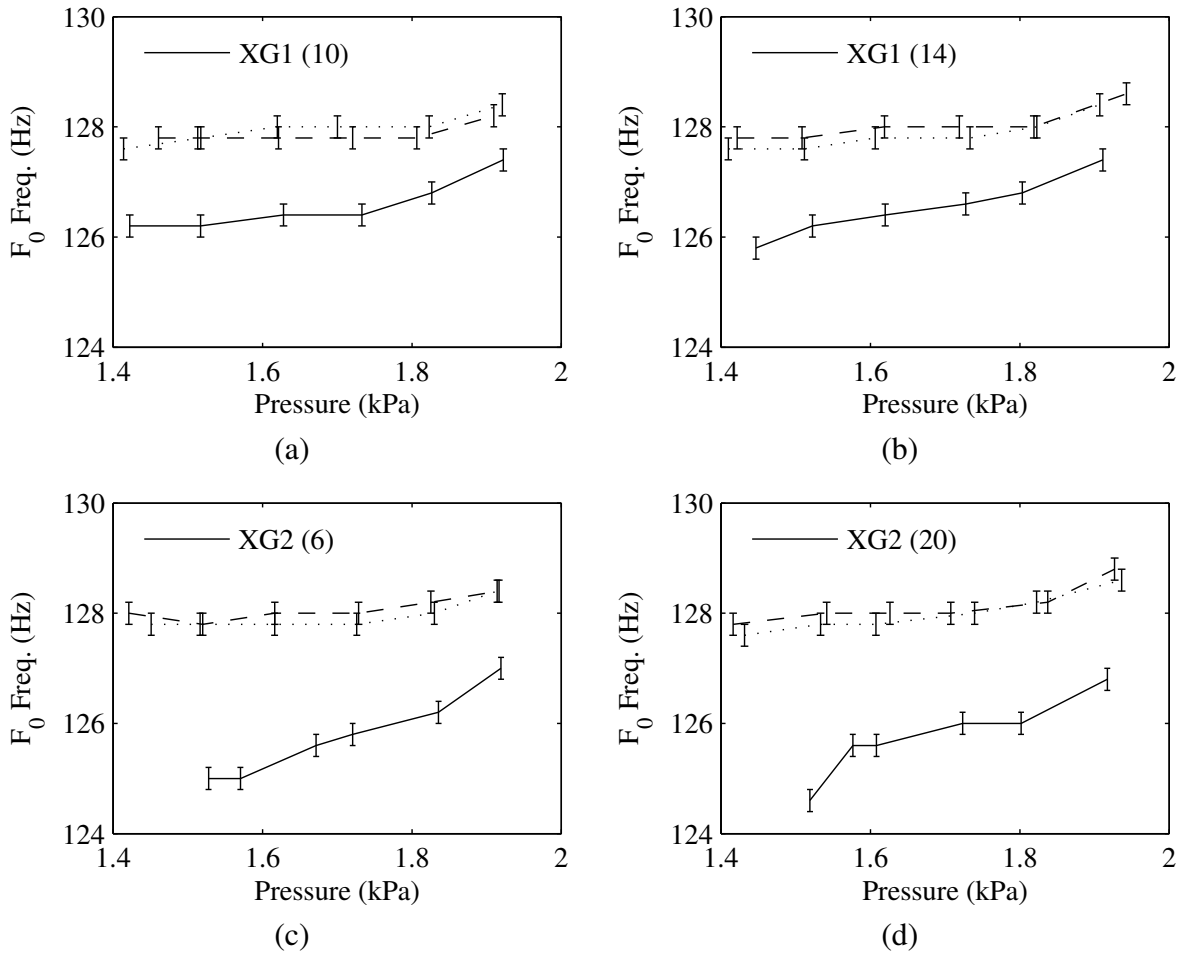 130
XG1 (10)
128
126
124
F0 Freq. (Hz)
1.4 1.6 1.8 2
Pressure (kPa)
(a)
130
XG1 (14)
128
126
124
F0 Freq. (Hz)
1.4 1.6 1.8 2
Pressure (kPa)
(b)
130
XG2 (6)
128
126
124
F0 Freq. (Hz)
1.4 1.6 1.8 2
Pressure (kPa)
(c)
130
XG2 (20)
128
126
124
F0 Freq. (Hz)
1.4 1.6 1.8 2
Pressure (kPa)
(d)